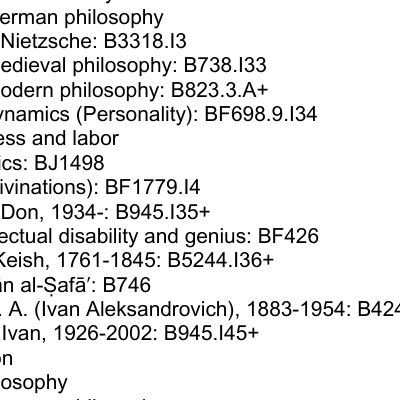 erman philosophy
Nietzsche: B3318.I3
edieval philosophy: B738.I33
odern philosophy: B823.3.A+
ynamics (Personality): BF698.9.I34
ess and labor
ics: BJ1498
ivinations): BF1779.I4
Don, 1934-: B945.I35+
ectual disability and genius: BF426
Keish, 1761-1845: B5244.I36+
ān al-Ṣafāʼ: B746
. A. (Ivan Aleksandrovich), 1883-1954: B424
Ivan, 1926-2002: B945.I45+
on
losophy